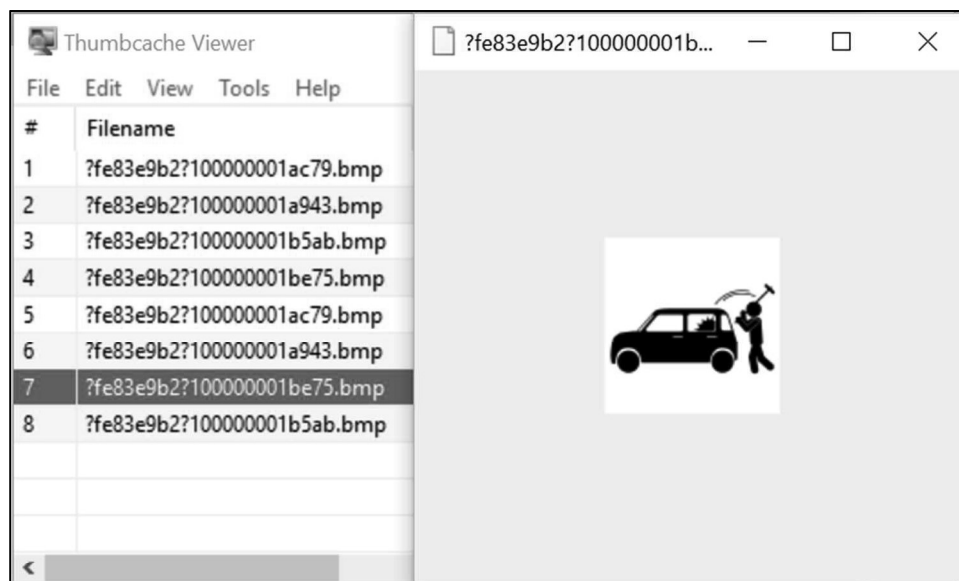 Thumbcache Viewer
?fe83e9b2?100000001b...
File Edit View Tools Help
# Filename
1 ?fe83e9b2?100000001ac79.bmp
2 ?fe83e9b2?100000001a943.bmp
3 ?fe83e9b2?100000001b5ab.bmp
4 ?fe83e9b2?100000001be75.bmp
5 ?fe83e9b2?100000001ac79.bmp
6 ?fe83e9b2?100000001a943.bmp
7 ?fe83e9b2?100000001be75.bmp
8 ?fe83e9b2?100000001b5ab.bmp